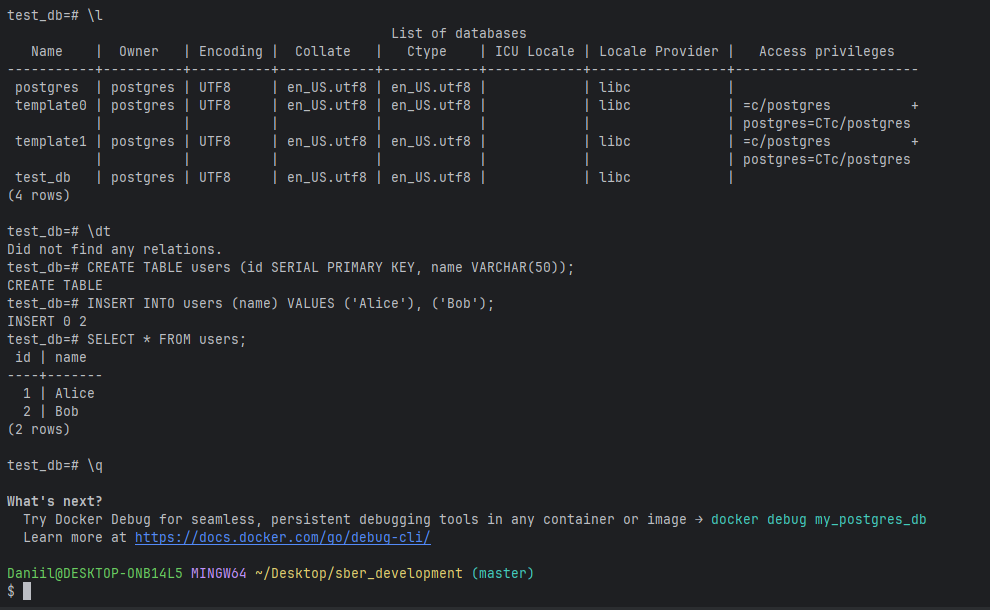 test_db=# \l
List of databases
Name | Owner | Encoding | Collate | Ctype | ICU Locale | Locale Provider | Access privileges
-----------+----------+----------+------------+------------+------------+-----------------+-----------------------
postgres | postgres | UTF8 | en_US.utf8 | en_US.utf8 | | libc |
template0 | postgres | UTF8 | en_US.utf8 | en_US.utf8 | | libc | =c/postgres +
| | | | | | | postgres=CTc/postgres
template1 | postgres | UTF8 | en_US.utf8 | en_US.utf8 | | libc | =c/postgres +
| | | | | | | postgres=CTc/postgres
test_db | postgres | UTF8 | en_US.utf8 | en_US.utf8 | | libc |
(4 rows)
test_db=# \dt
Did not find any relations.
test_db=# CREATE TABLE users (id SERIAL PRIMARY KEY, name VARCHAR(50));
CREATE TABLE
test_db=# INSERT INTO users (name) VALUES ('Alice'), ('Bob');
INSERT 0 2
test_db=# SELECT * FROM users;
id | name
----+-------
1 | Alice
2 | Bob
(2 rows)
test_db=# \q
What's next?
Try Docker Debug for seamless, persistent debugging tools in any container or image → docker debug my_postgres_db
Learn more at https://docs.docker.com/go/debug-cli/
Daniil@DESKTOP-ONB14L5 MINGW64 ~/Desktop/sber_development (master)
$